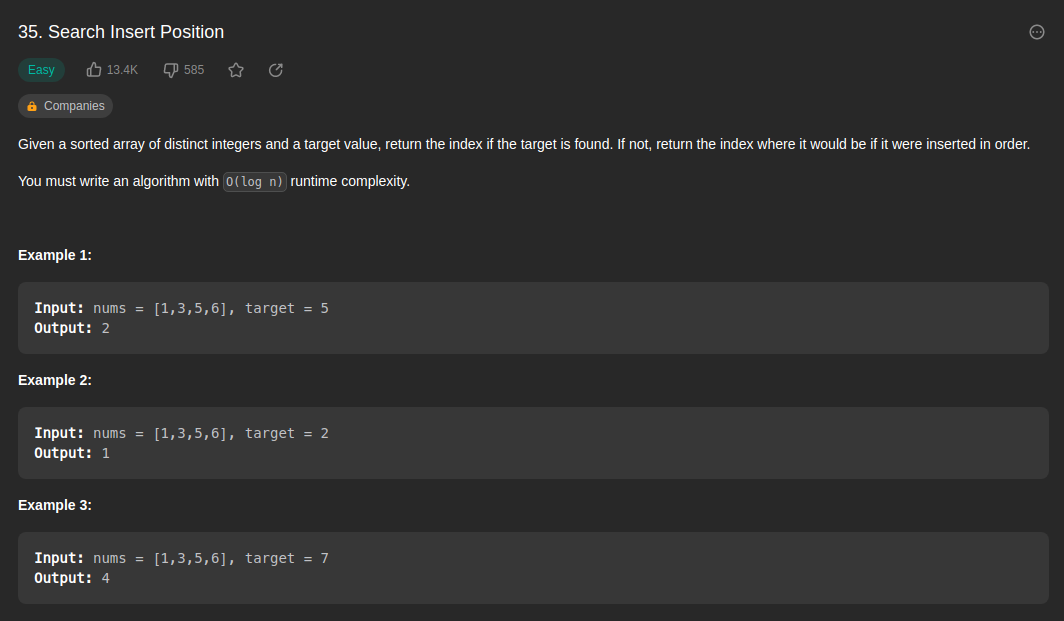 35. Search Insert Position
Easy 13.4K 585
Companies
Given a sorted array of distinct integers and a target value, return the index if the target is found. If not, return the index where it would be if it were inserted in order.
You must write an algorithm with O(log n) runtime complexity.
Example 1:
Input: nums = [1,3,5,6], target = 5
Output: 2
Example 2:
Input: nums = [1,3,5,6], target = 2
Output: 1
Example 3:
Input: nums = [1,3,5,6], target = 7
Output: 4